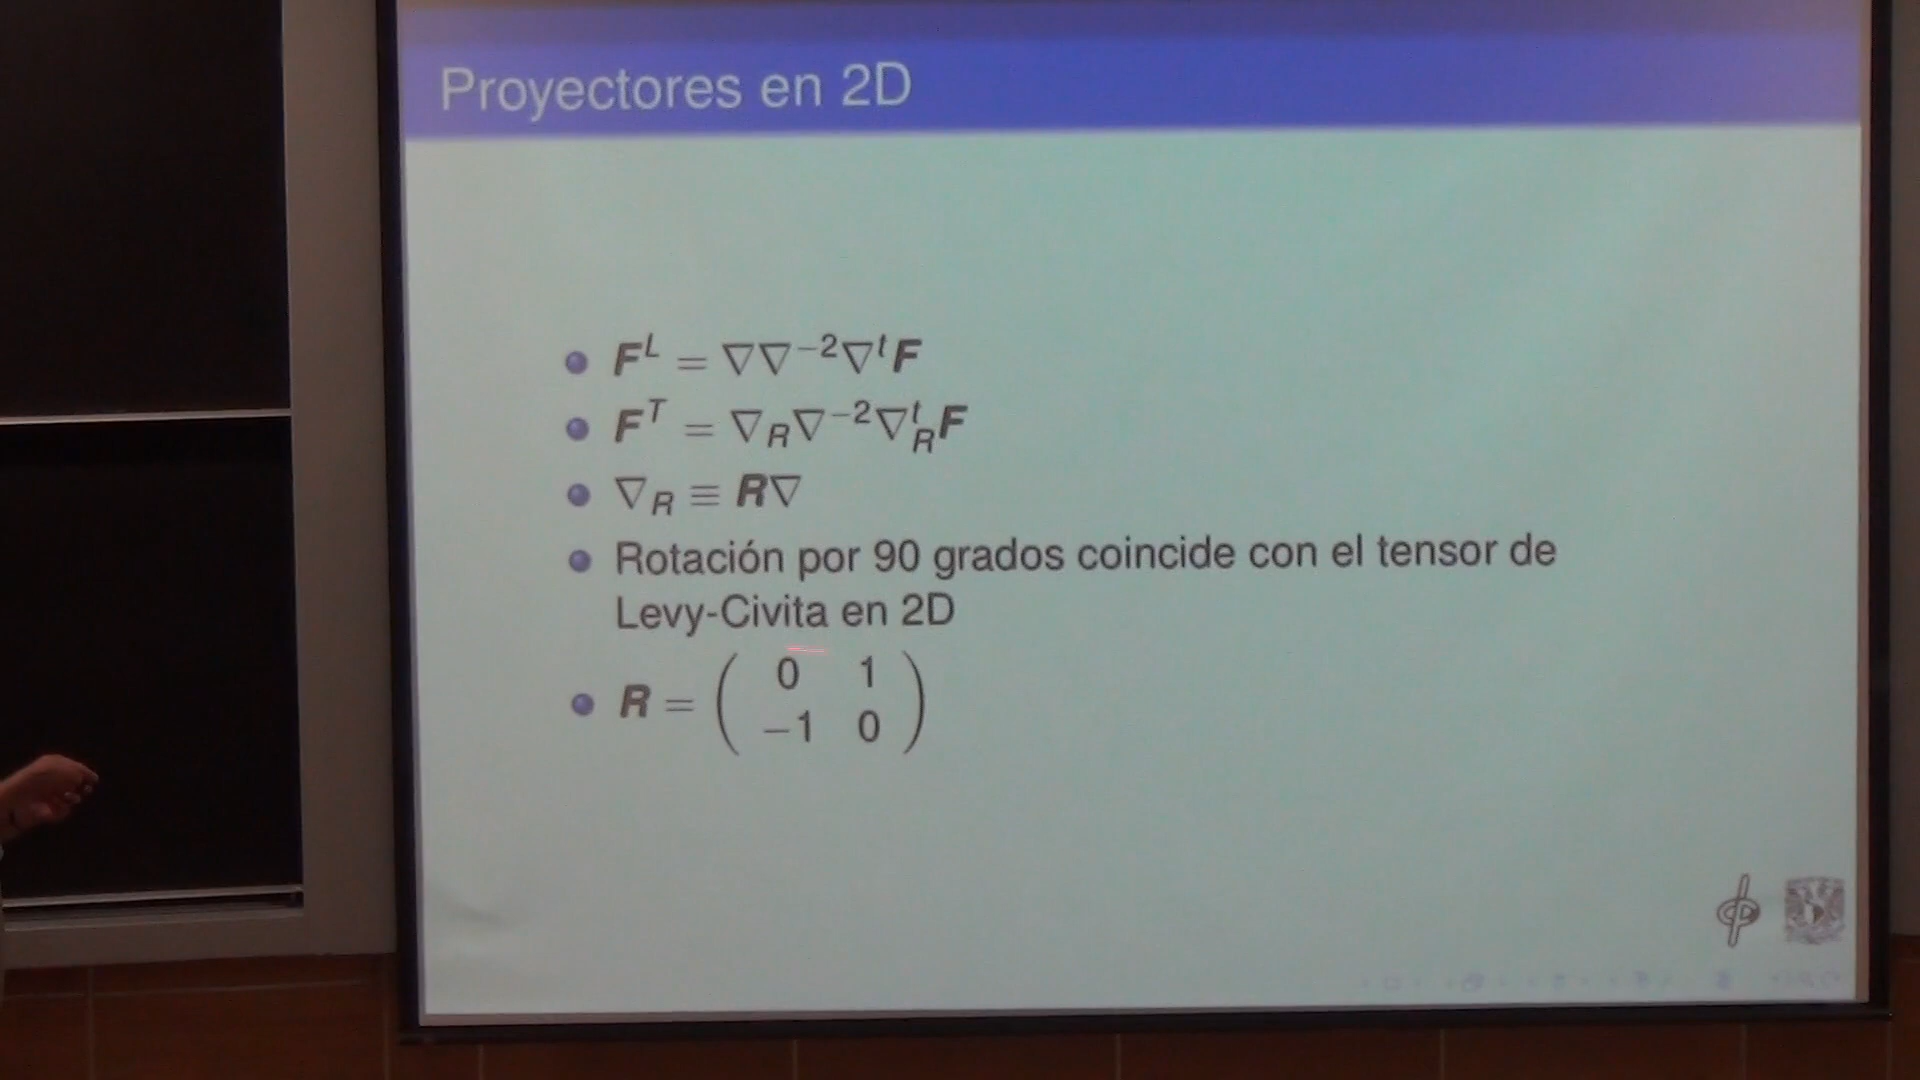 Proyectores en 2D
F^L = ∇∇^−2∇^t F
F^T = ∇_R∇^−2∇_R^t F
∇_R ≡ R∇
Rotación por 90 grados coincide con el tensor de
Levy-Civita en 2D
R = ( 0 1
−1 0 )